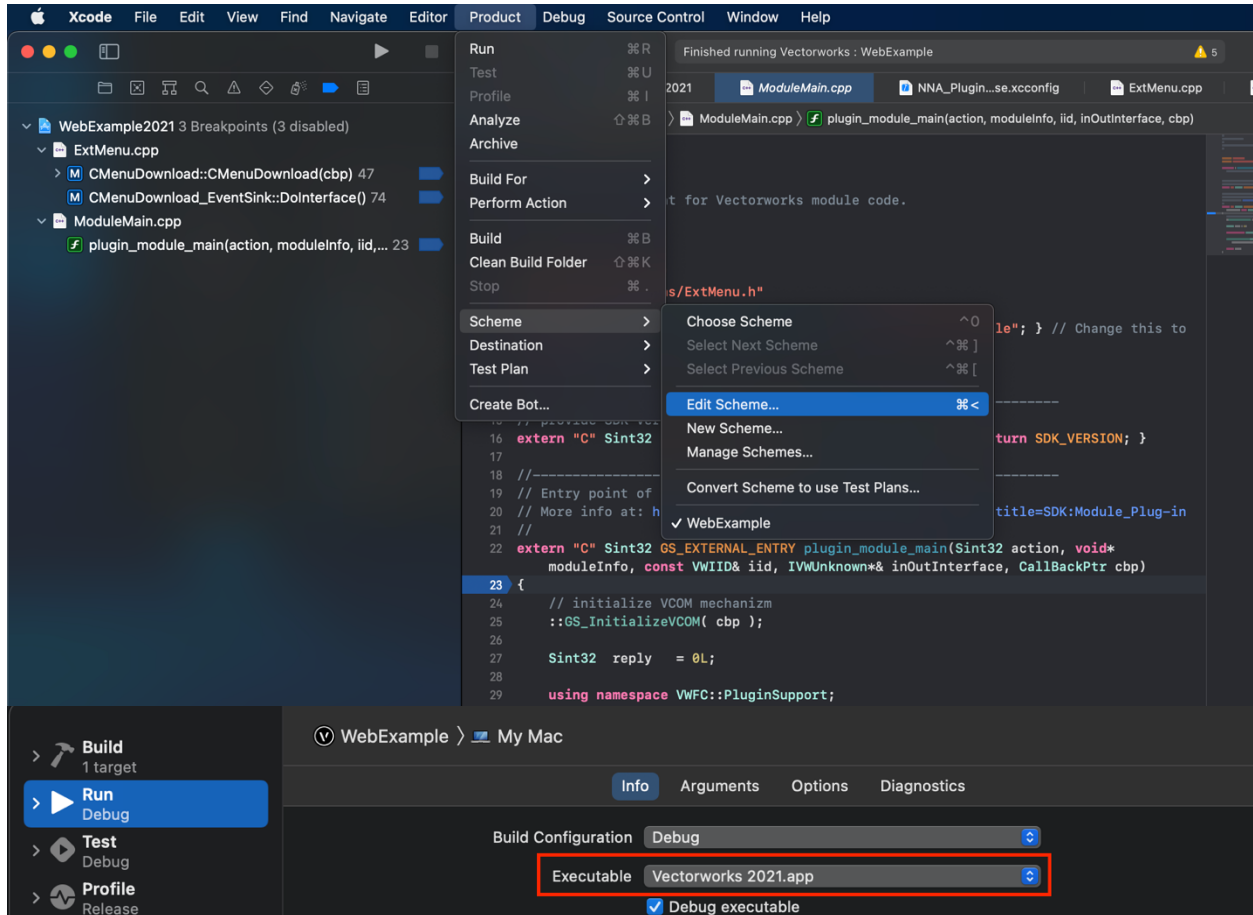 Xcode File Edit View Find Navigate Editor Product Debug Source Control Window Help
Finished running Vectorworks : WebExample 5
2021 ModuleMain.cpp NNA_Plugin...se.xcconfig ExtMenu.cpp
ModuleMain.cpp plugin_module_main(action, moduleInfo, iid, inOutInterface, cbp)
WebExample2021 3 Breakpoints (3 disabled)
ExtMenu.cpp
M CMenuDownload::CMenuDownload(cbp) 47
M CMenuDownload_EventSink::DoInterface() 74
ModuleMain.cpp
f plugin_module_main(action, moduleInfo, iid,... 23
Run ⌘R
Test ⌘U
Profile ⌘I
Analyze ⇧⌘B
Archive
Build For
Perform Action
Build ⌘B
Clean Build Folder ⇧⌘K
Stop ⌘.
Scheme
Destination
Test Plan
Create Bot...
Choose Scheme ^0
Select Next Scheme ^⌘]
Select Previous Scheme ^⌘[
Edit Scheme... ⌘<
New Scheme...
Manage Schemes...
Convert Scheme to use Test Plans...
✓ WebExample
t for Vectorworks module code.
s/ExtMenu.h"
le"; } // Change this to
16 extern "C" Sint32 turn SDK_VERSION; }
17
18 //------------------------------
19 // Entry point of
20 // More info at: h title=SDK:Module_Plug-in
21 //
22 extern "C" Sint32 GS_EXTERNAL_ENTRY plugin_module_main(Sint32 action, void*
moduleInfo, const VWIID& iid, IVWUnknown*& inOutInterface, CallBackPtr cbp)
23 {
24 // initialize VCOM mechanizm
25 ::GS_InitializeVCOM( cbp );
26
27 Sint32 reply = 0L;
28
29 using namespace VWFC::PluginSupport;
Build
1 target
Run
Debug
Test
Debug
Profile
Release
WebExample My Mac
Info Arguments Options Diagnostics
Build Configuration Debug
Executable Vectorworks 2021.app
Debug executable